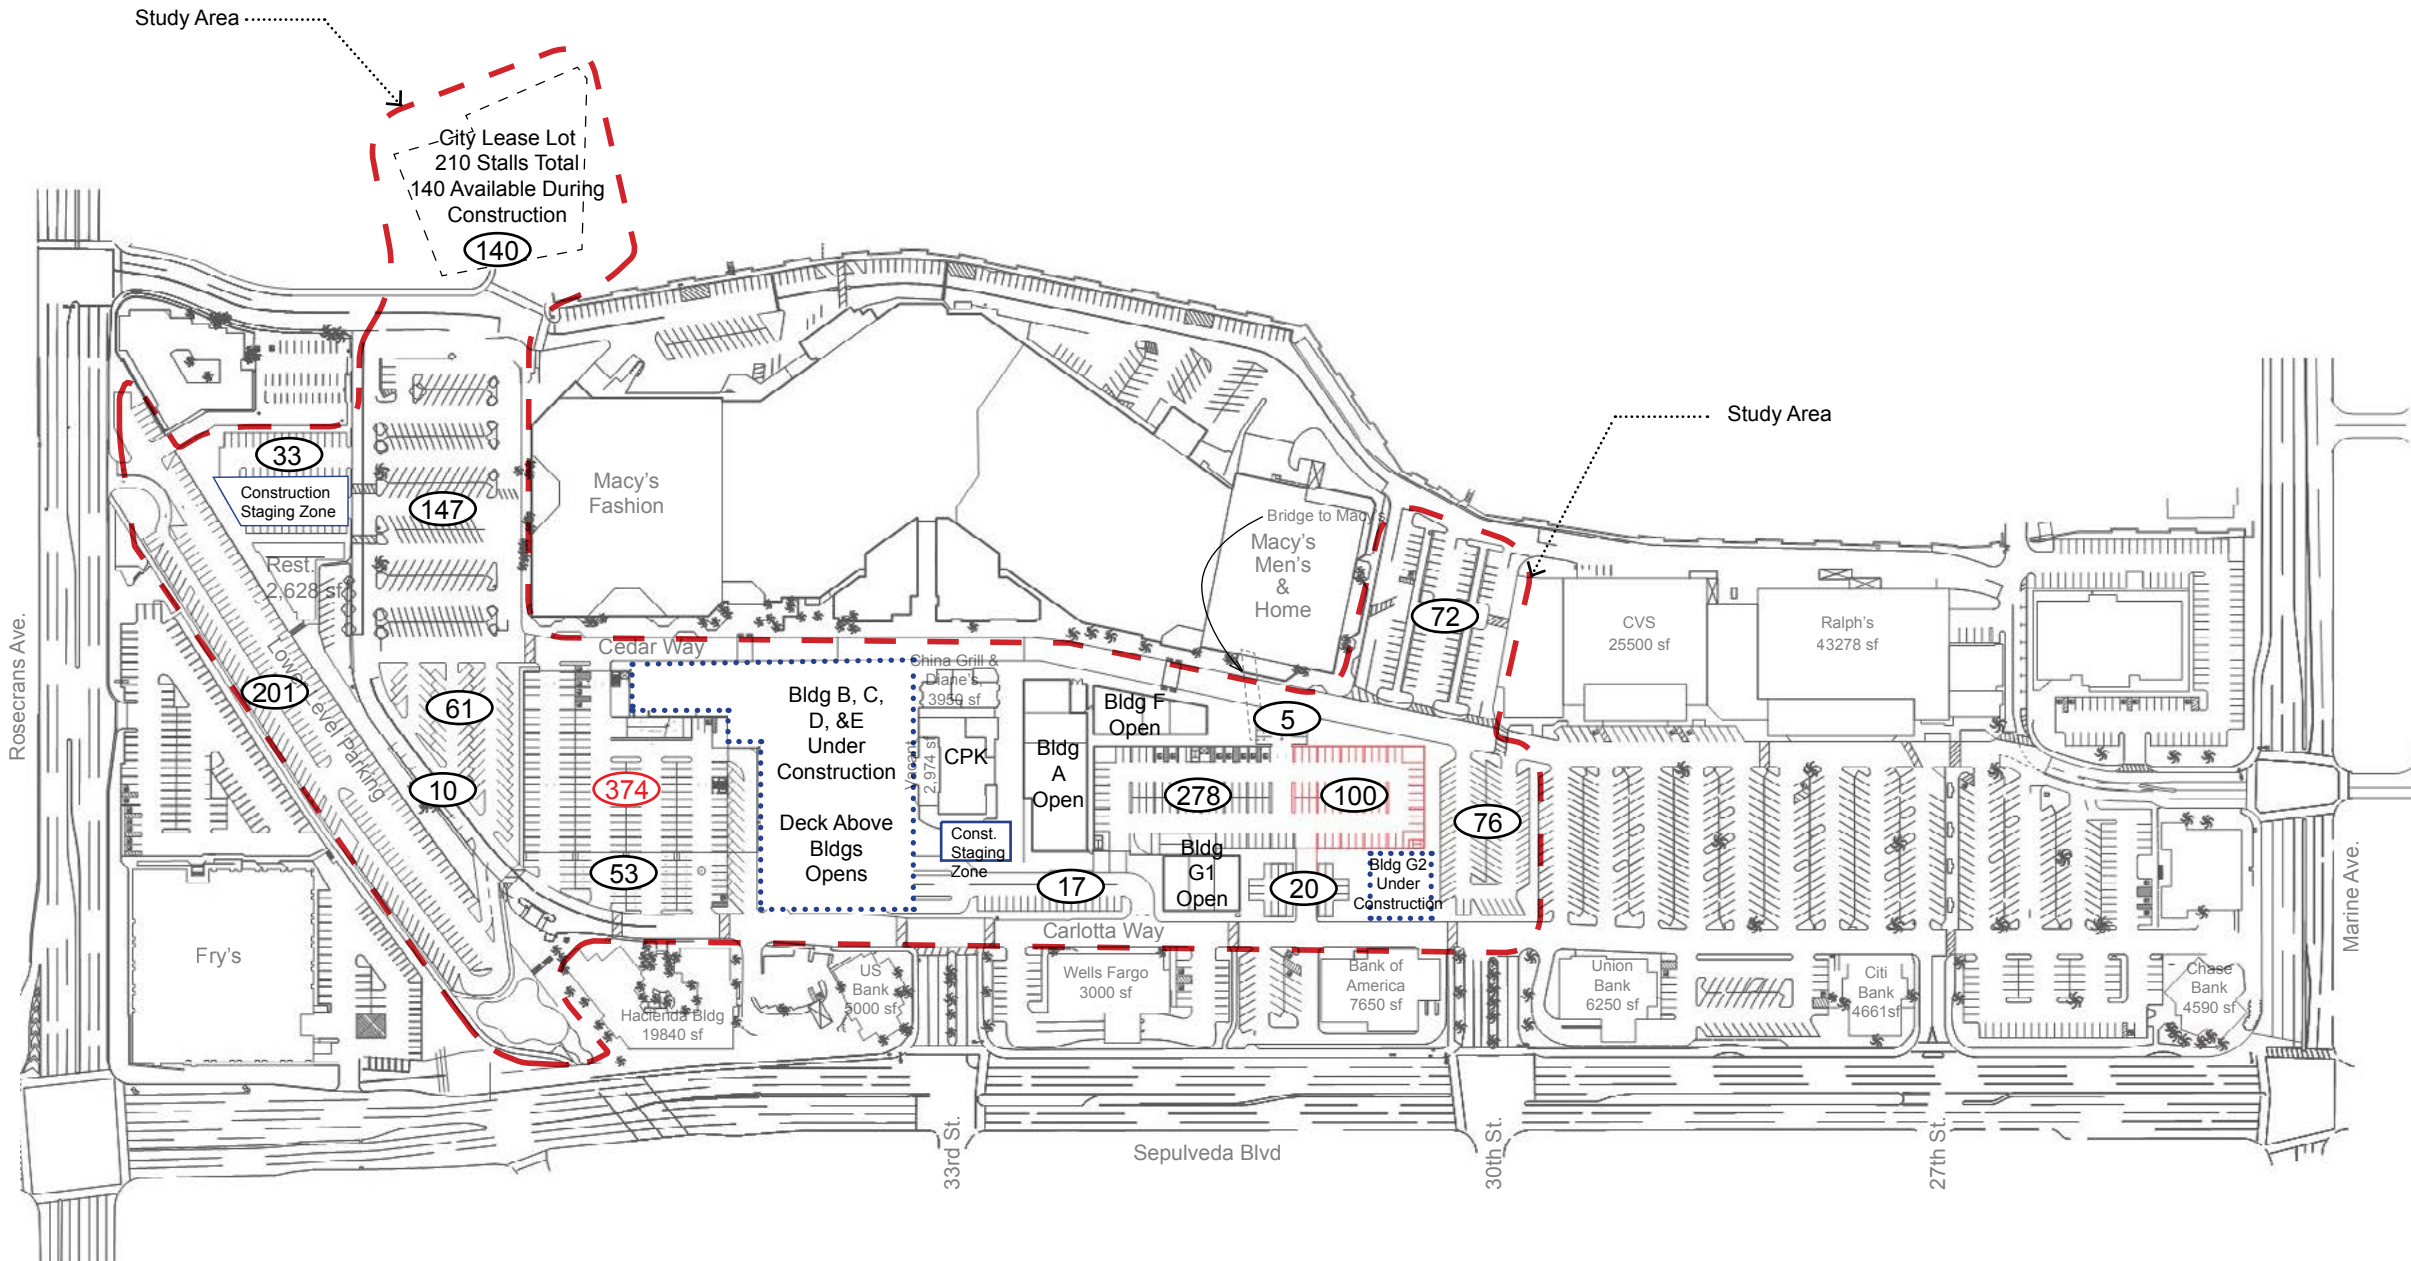 Study Area
City Lease Lot
210 Stalls Total
140 Available During
Construction
140
Study Area
33
Construction
Staging Zone
147
Macy's
Fashion
Bridge to Macy's
Macy's
Men's
&
Home
72
CVS
25500 sf
Ralph's
43278 sf
Rest.
2,628 sf
Rosecrans Ave.
Lower Level Parking
201
61
10
Cedar Way
374
53
Bldg B, C,
D, &E
Under
Construction
Deck Above
Bldgs
Opens
China Grill &
Diane's,
3950 sf
Vacant
2,974 sf
CPK
Const.
Staging
Zone
Bldg
A
Open
Bldg F
Open
5
278
100
76
17
Bldg
G1
Open
20
Bldg G2
Under
Construction
Carlotta Way
Fry's
Hacienda Bldg
19840 sf
US
Bank
5000 sf
Wells Fargo
3000 sf
Bank of
America
7650 sf
Union
Bank
6250 sf
Citi
Bank
4661sf
Chase
Bank
4590 sf
Marine Ave.
33rd St.
Sepulveda Blvd
30th St.
27th St.